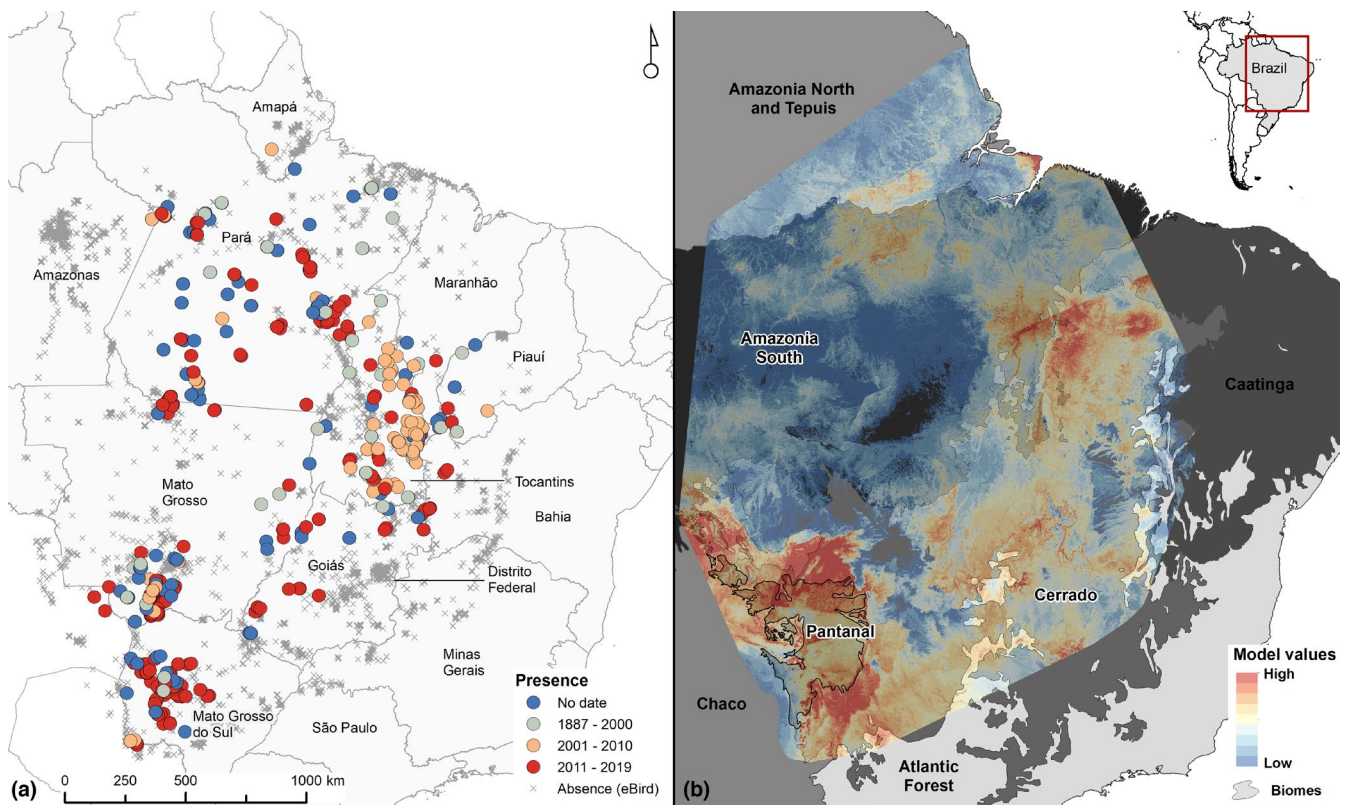 Amapá
Pará
Amazonas
Maranhão
Piauí
Mato
Grosso
Tocantins
Bahia
Goiás
Distrito
Federal
Minas
Gerais
Mato Grosso
do Sul
São Paulo
Presence
No date
1887 - 2000
2001 - 2010
2011 - 2019
Absence (eBird)
0 250 500 1000 km
(a)
Brazil
Amazonia North
and Tepuis
Amazonia
South
Caatinga
Cerrado
Pantanal
Chaco
Atlantic
Forest
Model values
High
Low
Biomes
(b)